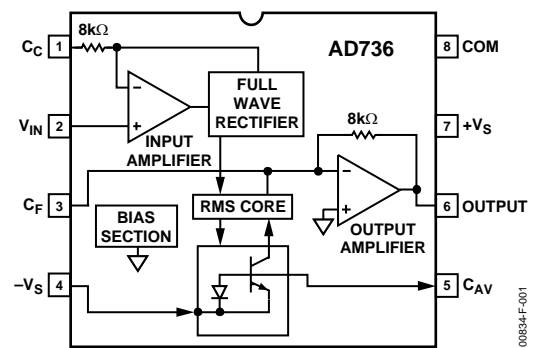 8kΩ
C_C 1
AD736
8 COM
FULL
WAVE
RECTIFIER
8kΩ
V_IN 2
INPUT
AMPLIFIER
7 +V_S
C_F 3
RMS CORE
6 OUTPUT
OUTPUT
AMPLIFIER
BIAS
SECTION
–V_S 4
5 C_AV
00834-F-001